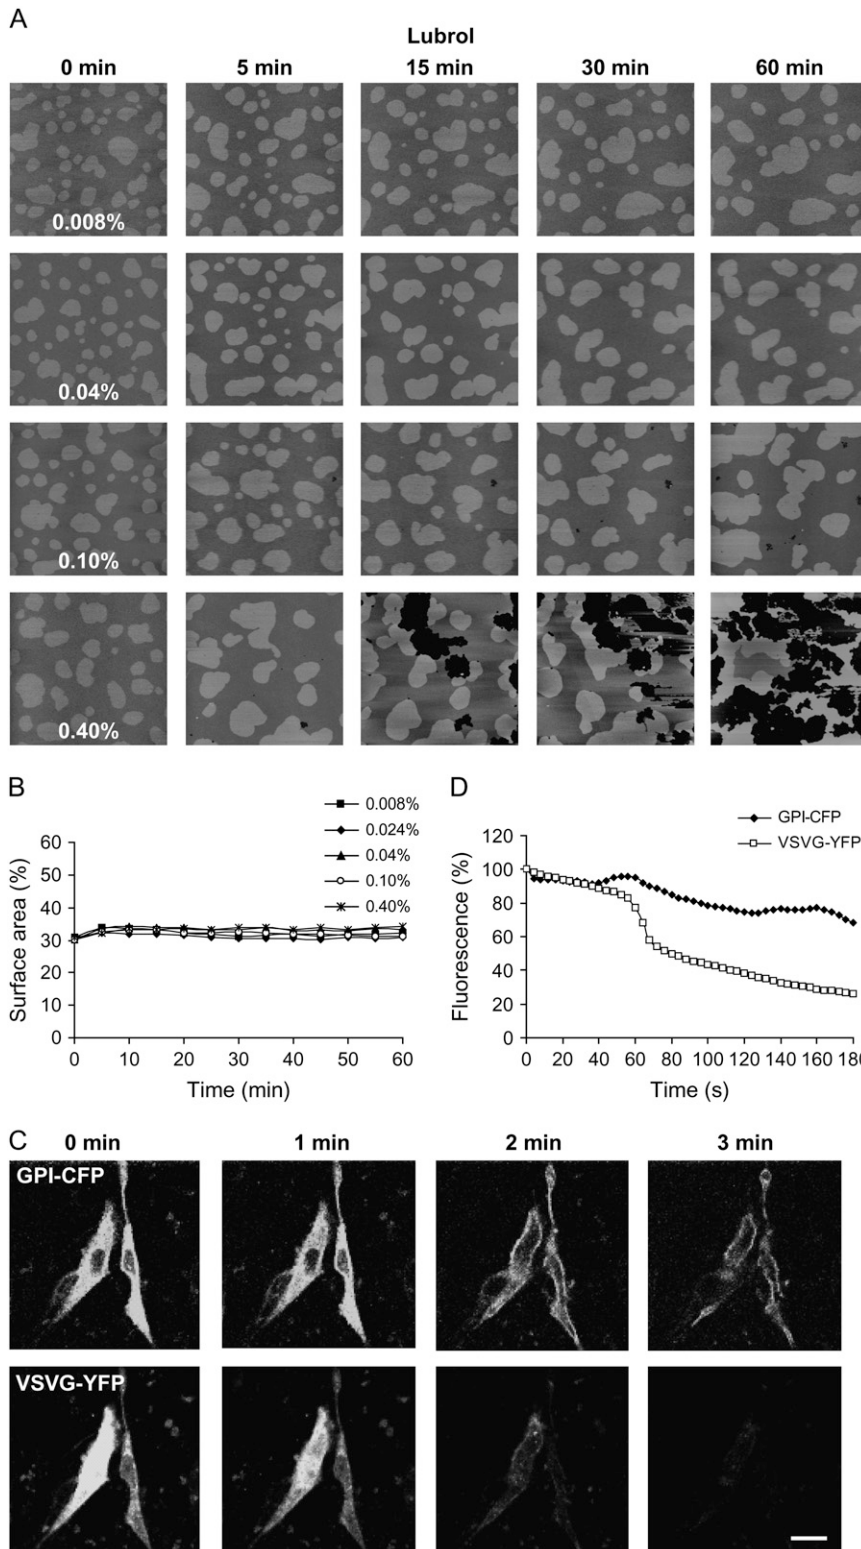 A
Lubrol
0 min 5 min 15 min 30 min 60 min
0.008%
0.04%
0.10%
0.40%
B
0.008%
0.024%
0.04%
0.10%
0.40%
60
50
40
30
20
10
0
Surface area (%)
0 10 20 30 40 50 60
Time (min)
D
GPI-CFP
VSVG-YFP
120
100
80
60
40
20
0
Fluorescence (%)
0 20 40 60 80 100 120 140 160 180
Time (s)
C
0 min 1 min 2 min 3 min
GPI-CFP
VSVG-YFP